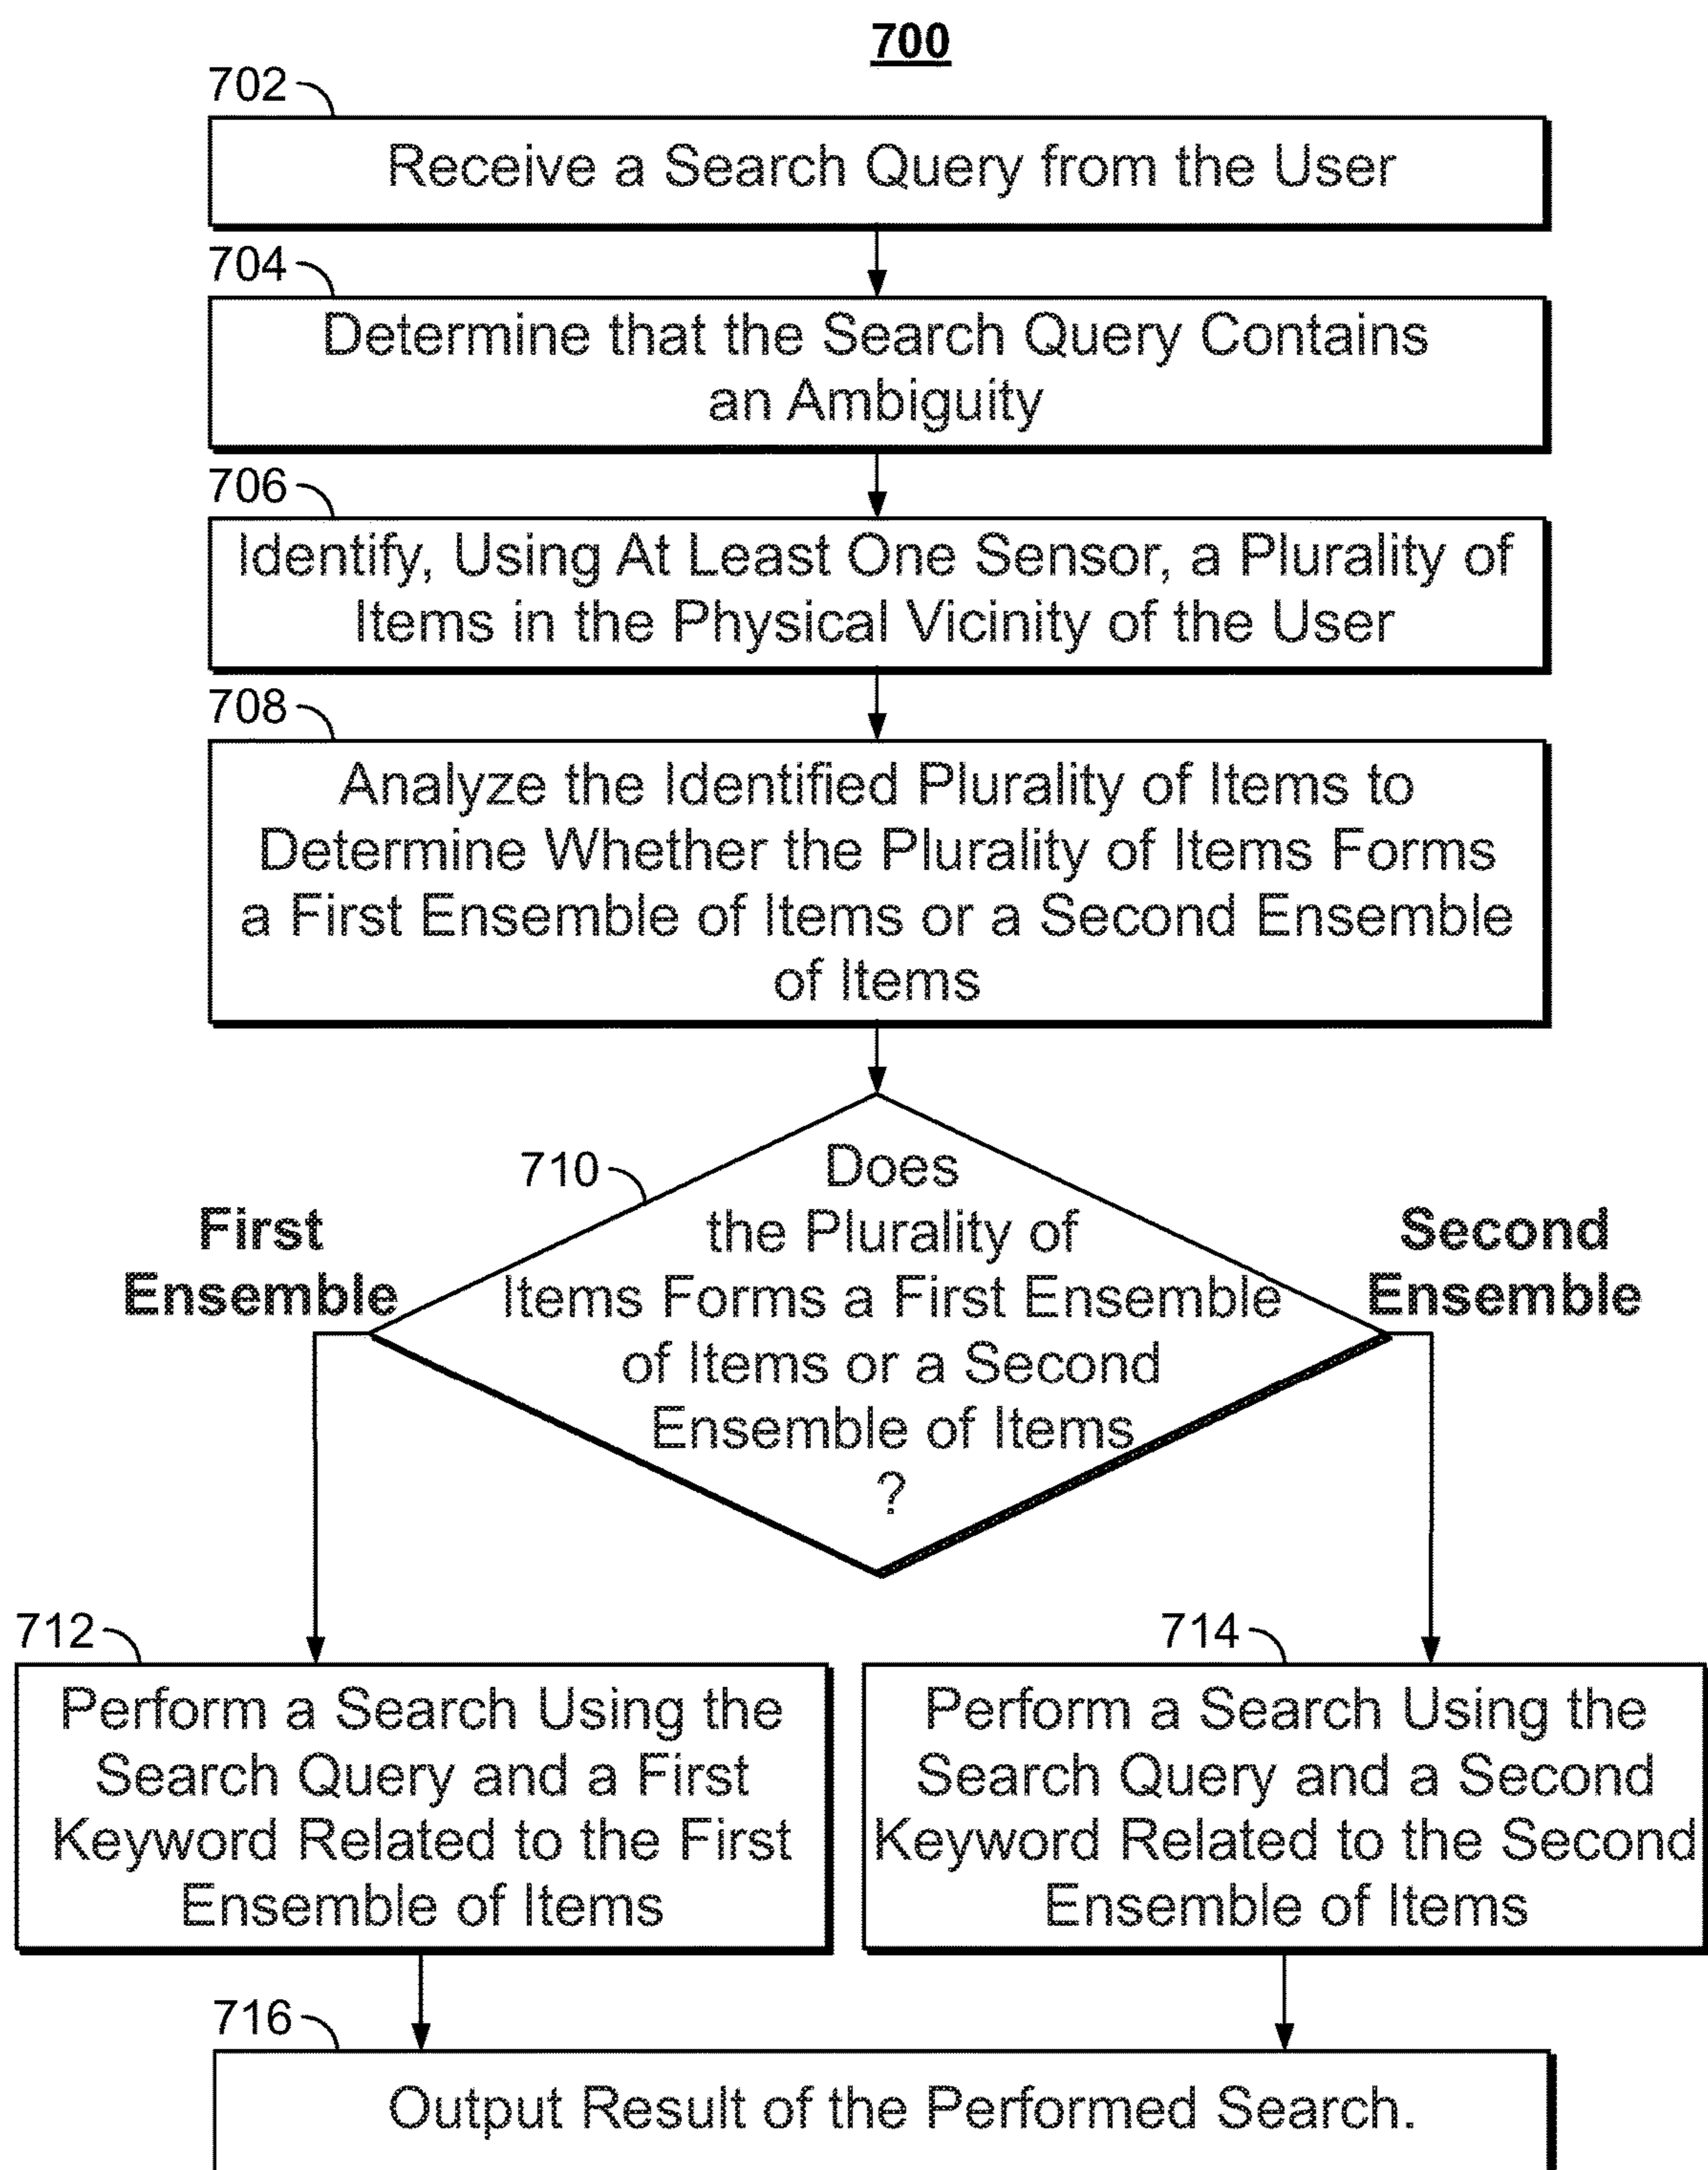 700
702
Receive a Search Query from the User
704
Determine that the Search Query Contains
an Ambiguity
706
Identify, Using At Least One Sensor, a Plurality of
Items in the Physical Vicinity of the User
708
Analyze the Identified Plurality of Items to
Determine Whether the Plurality of Items Forms
a First Ensemble of Items or a Second Ensemble
of Items
710
Does
the Plurality of
Items Forms a First Ensemble
of Items or a Second
Ensemble of Items
?
First
Ensemble
Second
Ensemble
712
Perform a Search Using the
Search Query and a First
Keyword Related to the First
Ensemble of Items
714
Perform a Search Using the
Search Query and a Second
Keyword Related to the Second
Ensemble of Items
716
Output Result of the Performed Search.